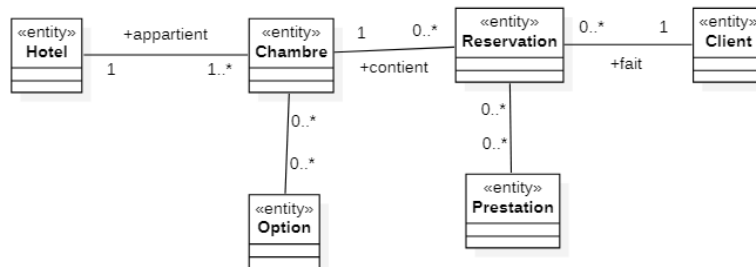 «entity»
Hotel
+appartient
1
1..*
«entity»
Chambre
1
0..*
+contient
«entity»
Reservation
0..*
1
+fait
«entity»
Client
0..*
0..*
«entity»
Option
0..*
0..*
«entity»
Prestation